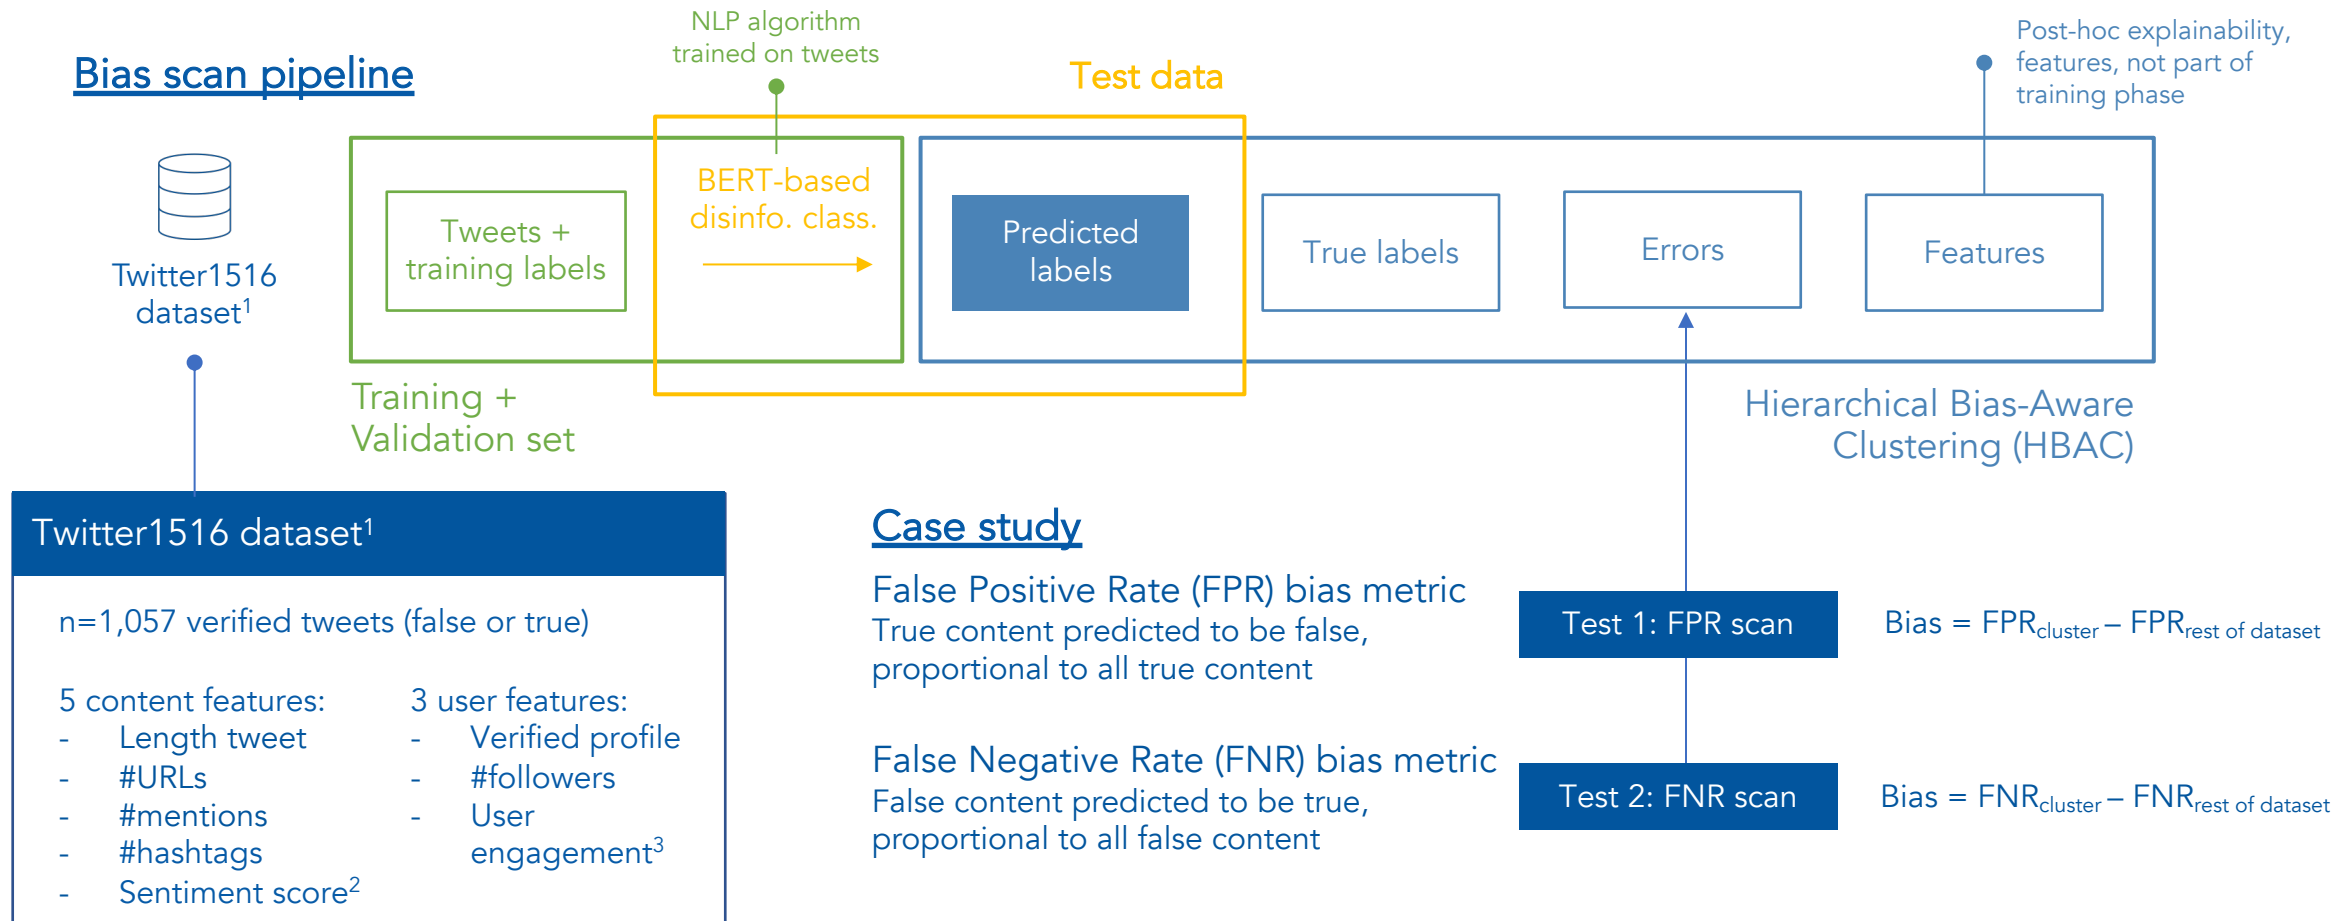 Bias scan pipeline
NLP algorithm
trained on tweets
Test data
Post-hoc explainability,
features, not part of
training phase
Twitter1516
dataset¹
Tweets +
training labels
BERT-based
disinfo. class.
Predicted
labels
True labels
Errors
Features
Training +
Validation set
Hierarchical Bias-Aware
Clustering (HBAC)
Twitter1516 dataset¹
n=1,057 verified tweets (false or true)
5 content features:
- Length tweet
- #URLs
- #mentions
- #hashtags
- Sentiment score²
3 user features:
- Verified profile
- #followers
- User
engagement³
Case study
False Positive Rate (FPR) bias metric
True content predicted to be false,
proportional to all true content
Test 1: FPR scan
Bias = FPRcluster – FPRrest of dataset
False Negative Rate (FNR) bias metric
False content predicted to be true,
proportional to all false content
Test 2: FNR scan
Bias = FNRcluster – FNRrest of dataset